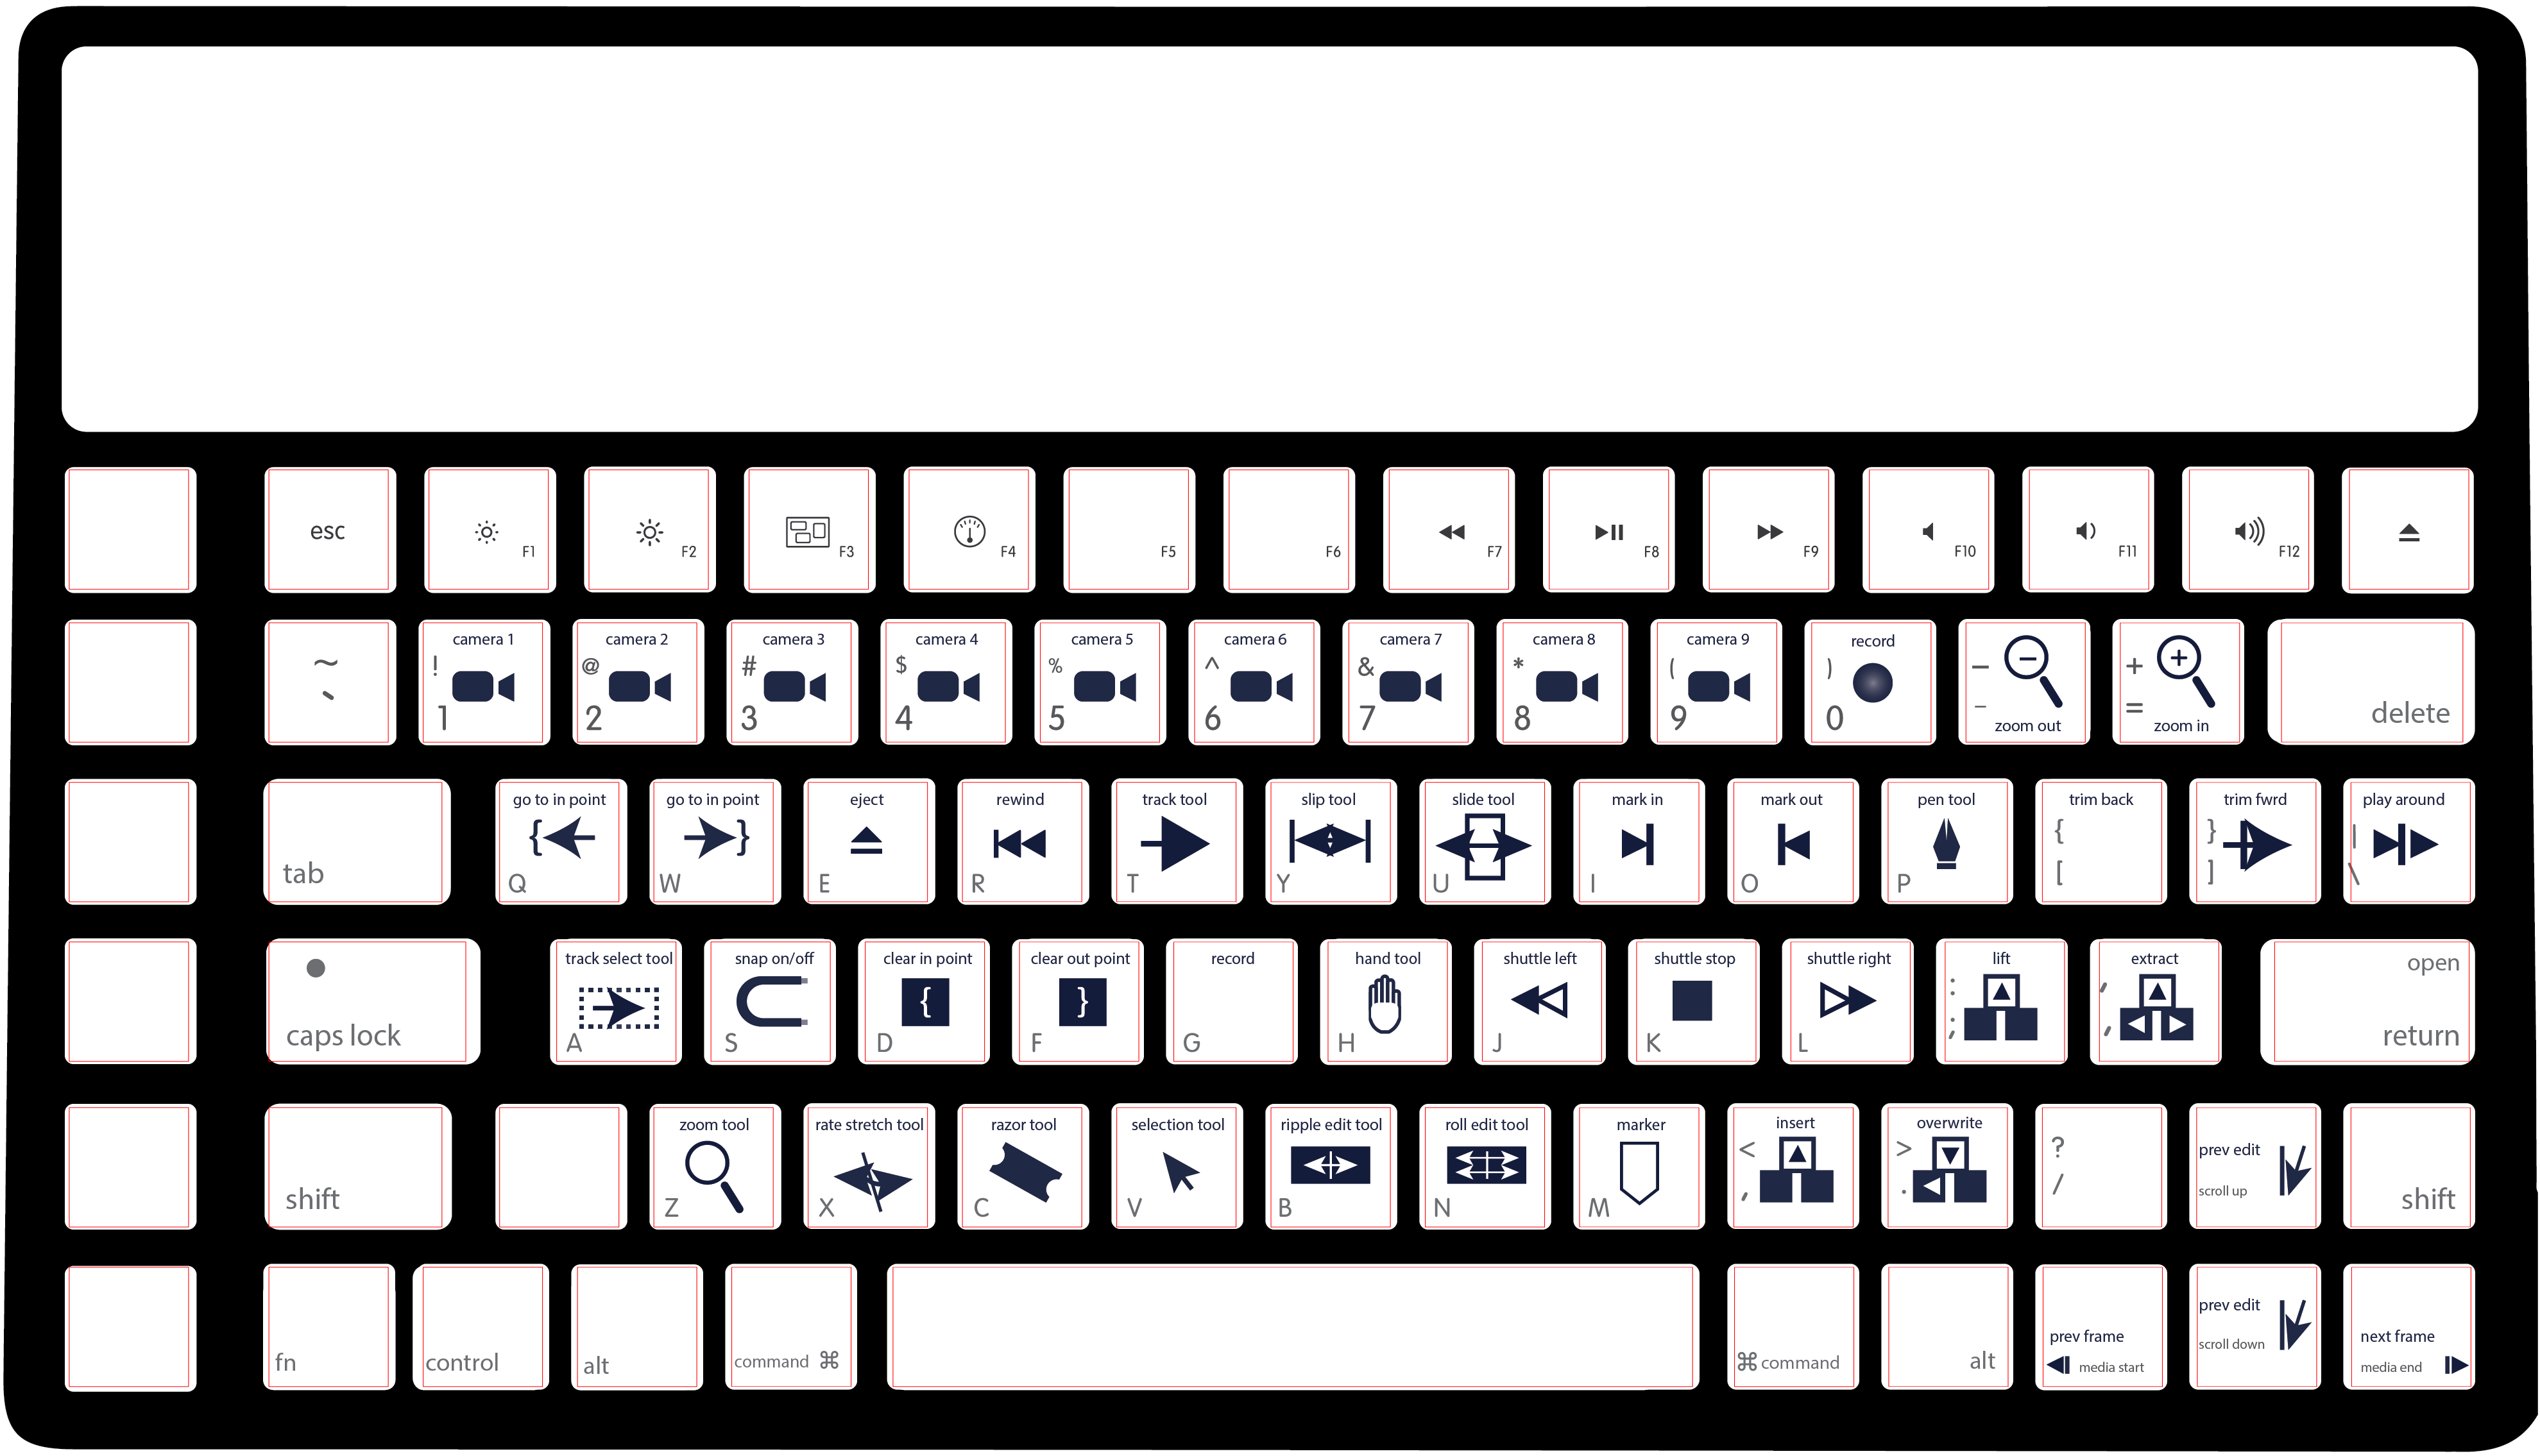 esc
F1
F2
F3
F4
F5
F6
F7
F8
F9
F10
F11
F12
~
`
camera 1
!
1
camera 2
@
2
camera 3
#
3
camera 4
$
4
camera 5
%
5
camera 6
^
6
camera 7
&
7
camera 8
*
8
camera 9
(
9
record
)
0
–
-
zoom out
+
=
zoom in
delete
tab
go to in point
{
Q
go to in point
}
W
eject
E
rewind
R
track tool
T
slip tool
Y
slide tool
U
mark in
I
mark out
O
pen tool
P
trim back
{
[
trim fwrd
}
]
play around
|
\
caps lock
track select tool
A
snap on/off
S
clear in point
{
D
clear out point
}
F
record
G
hand tool
H
shuttle left
J
shuttle stop
K
shuttle right
L
lift
:
;
extract
,
,
open
return
shift
zoom tool
Z
rate stretch tool
X
razor tool
C
selection tool
V
ripple edit tool
B
roll edit tool
N
marker
M
insert
<
,
overwrite
>
.
?
/
prev edit
scroll up
shift
fn
control
alt
command ⌘
⌘ command
alt
prev frame
media start
prev edit
scroll down
next frame
media end